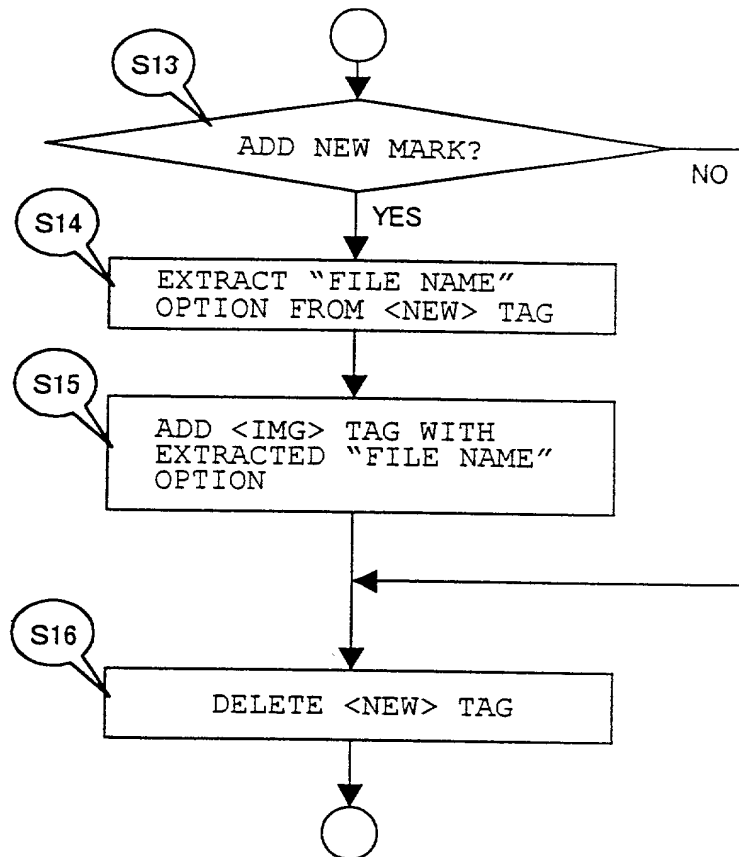 S13
ADD NEW MARK?
NO
YES
S14
EXTRACT “FILE NAME”
OPTION FROM <NEW> TAG
S15
ADD <IMG> TAG WITH
EXTRACTED “FILE NAME”
OPTION
S16
DELETE <NEW> TAG